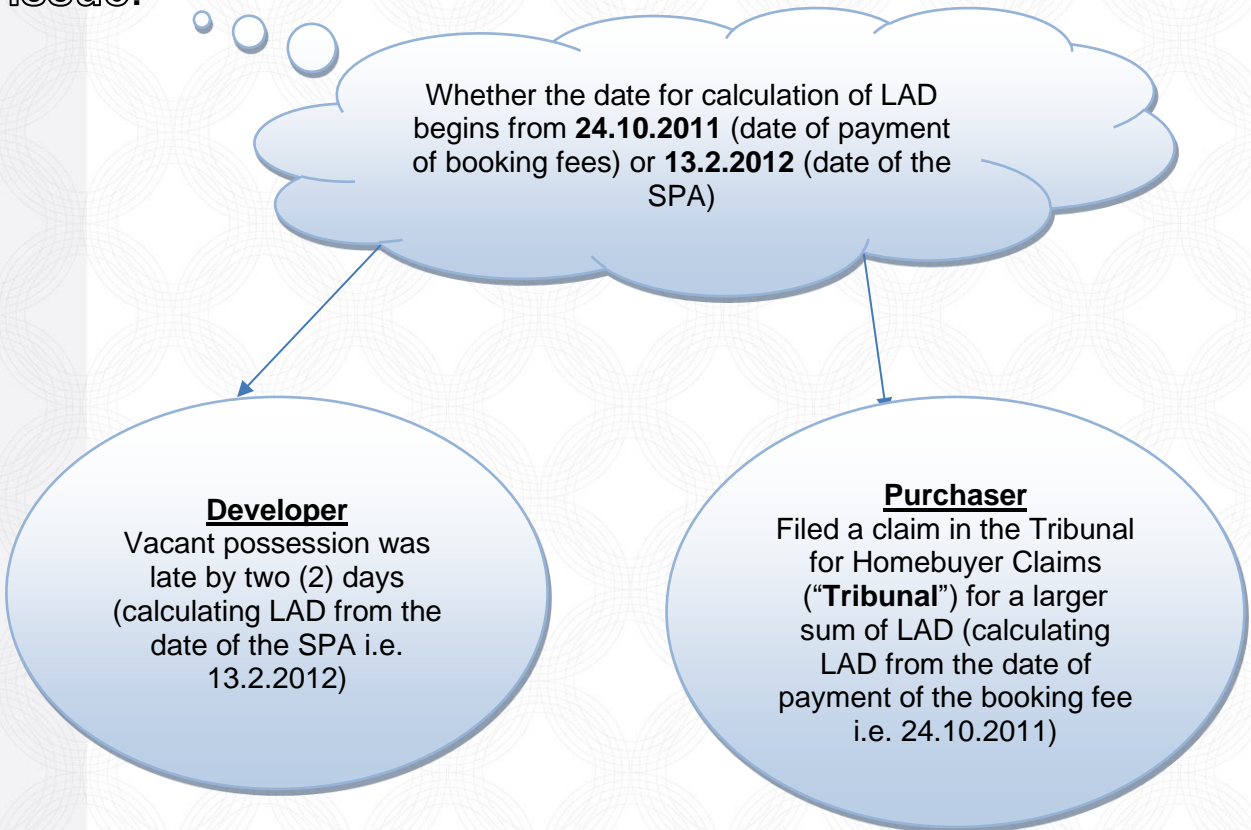 issue:
Whether the date for calculation of LAD
begins from 24.10.2011 (date of payment
of booking fees) or 13.2.2012 (date of the
SPA)
Developer
Vacant possession was
late by two (2) days
(calculating LAD from the
date of the SPA i.e.
13.2.2012)
Purchaser
Filed a claim in the Tribunal
for Homebuyer Claims
(“Tribunal”) for a larger
sum of LAD (calculating
LAD from the date of
payment of the booking fee
i.e. 24.10.2011)